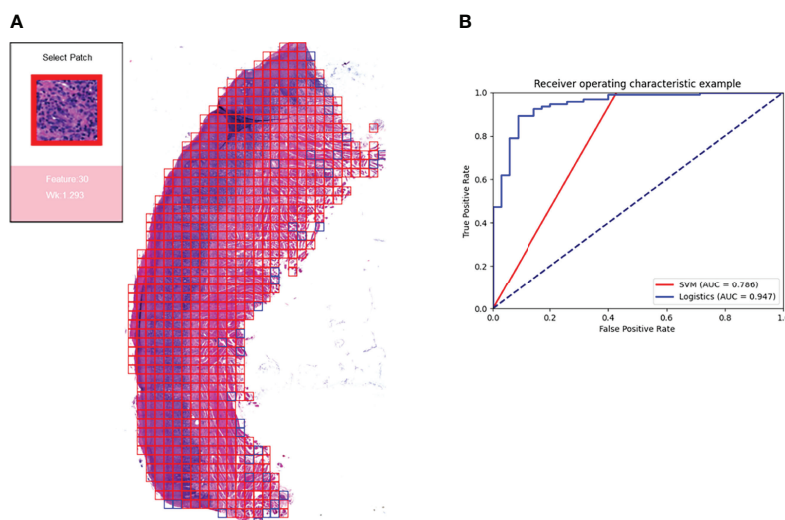 A
Select Patch
Feature 30
Wk:1.293
B
Receiver operating characteristic example
True Positive Rate
1.0
0.8
0.6
0.4
0.2
0.0
SVM (AUC = 0.786)
Logistics (AUC = 0.947)
0.0 0.2 0.4 0.6 0.8 1.0
False Positive Rate